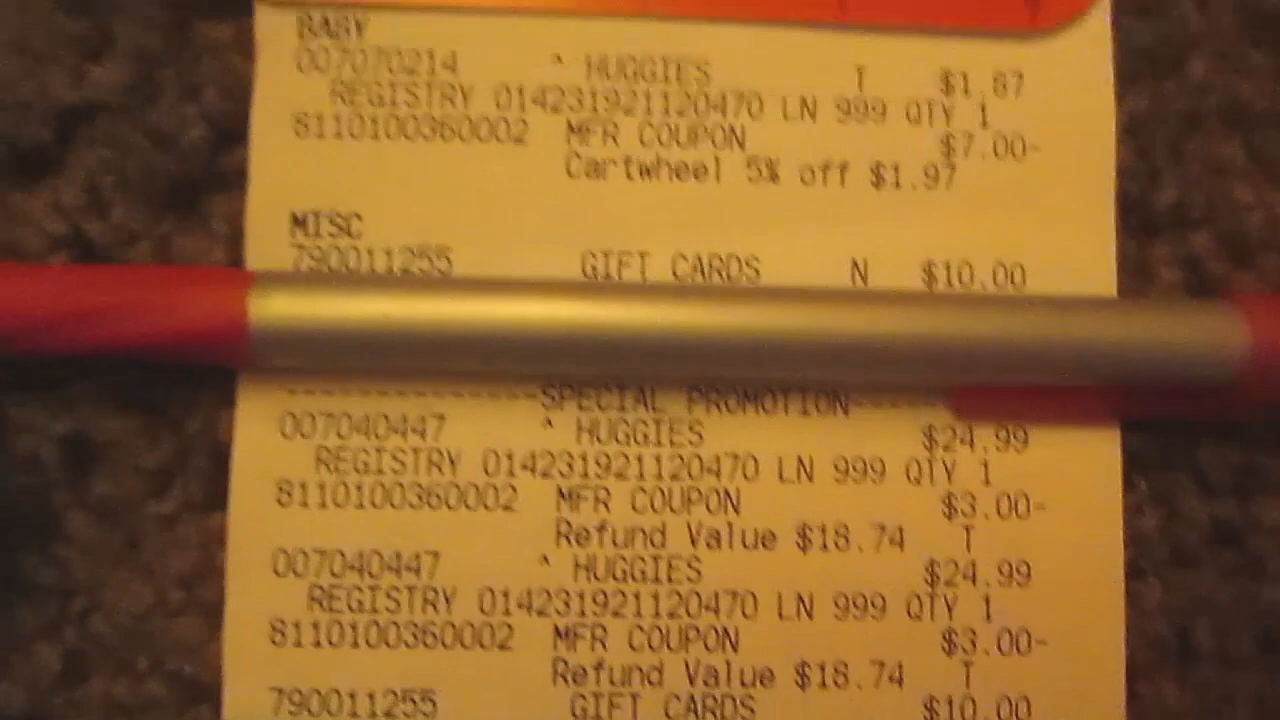 BABY
007070214 ^ HUGGIES T $1.87
REGISTRY 014231921120470 LN 999 QTY 1
8110100360002 MFR COUPON $7.00-
Cartwheel 5% off $1.97
MISC
790011255 GIFT CARDS N $10.00
---------------SPECIAL PROMOTION------
007040447 ^ HUGGIES $24.99
REGISTRY 014231921120470 LN 999 QTY 1
8110100360002 MFR COUPON $3.00-
Refund Value $18.74 T
007040447 ^ HUGGIES $24.99
REGISTRY 014231921120470 LN 999 QTY 1
8110100360002 MFR COUPON $3.00-
Refund Value $18.74 T
790011255 GIFT CARDS $10.00